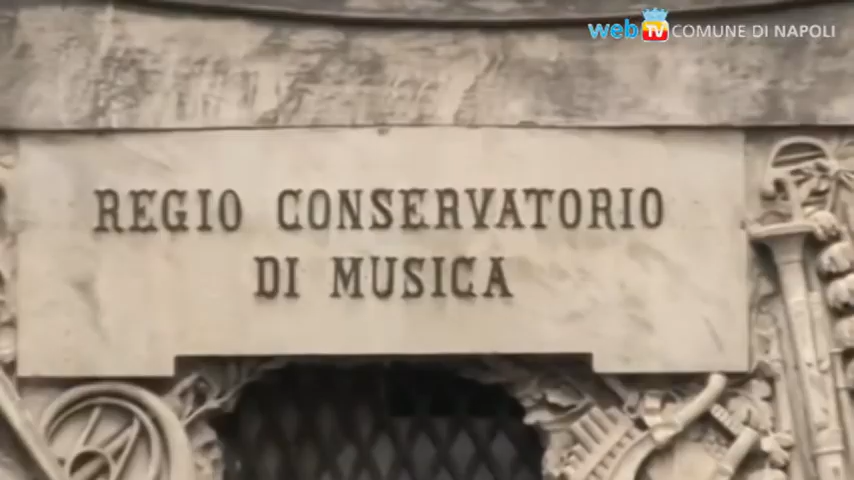 web TV COMUNE DI NAPOLI
REGIO CONSERVATORIO
DI MUSICA